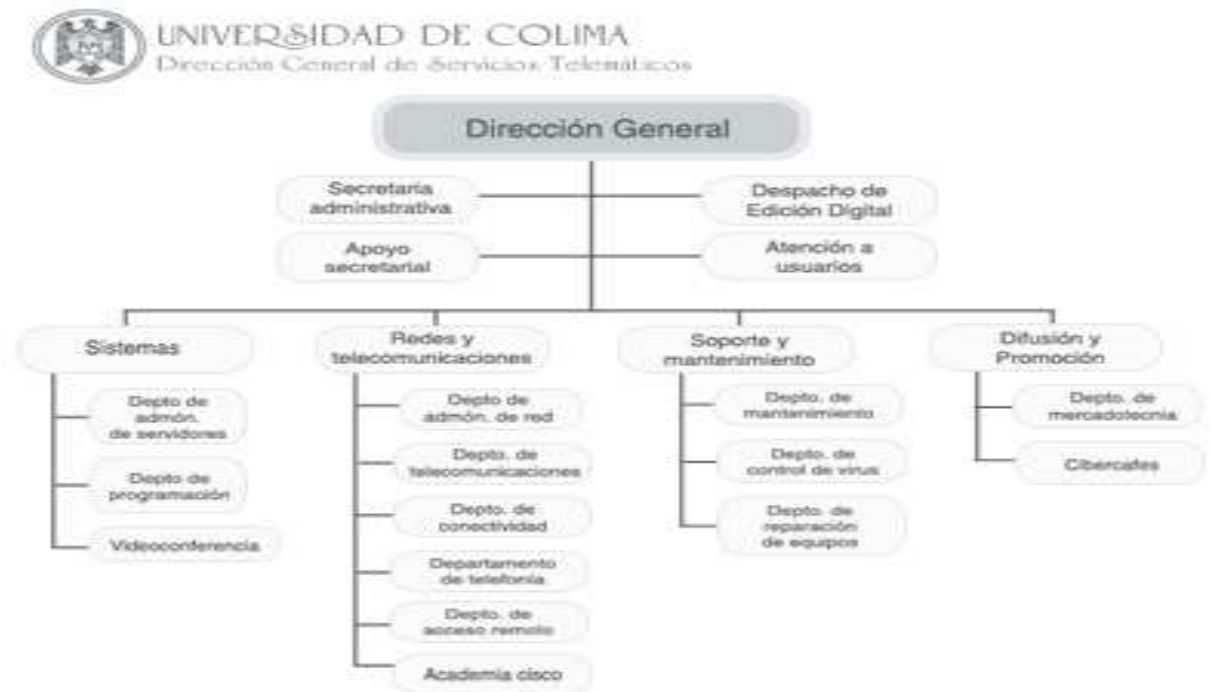 UNIVERSIDAD DE COLIMA
Dirección General de Servicios Telemáticos
Dirección General
Secretaria
administrativa
Despacho de
Edición Digital
Apoyo
secretarial
Atención a
usuarios
Sistemas
Depto de
admón.
de servidores
Depto de
programación
Videoconferencia
Redes y
telecomunicaciones
Depto de
admón. de red
Depto. de
telecomunicaciones
Depto. de
conectividad
Departamento
de telefonía
Depto. de
acceso remoto
Academia cisco
Soporte y
mantenimiento
Depto. de
mantenimiento
Depto. de
control de virus
Depto. de
reparación
de equipos
Difusión y
Promoción
Depto. de
mercadotecnia
Cibercafes